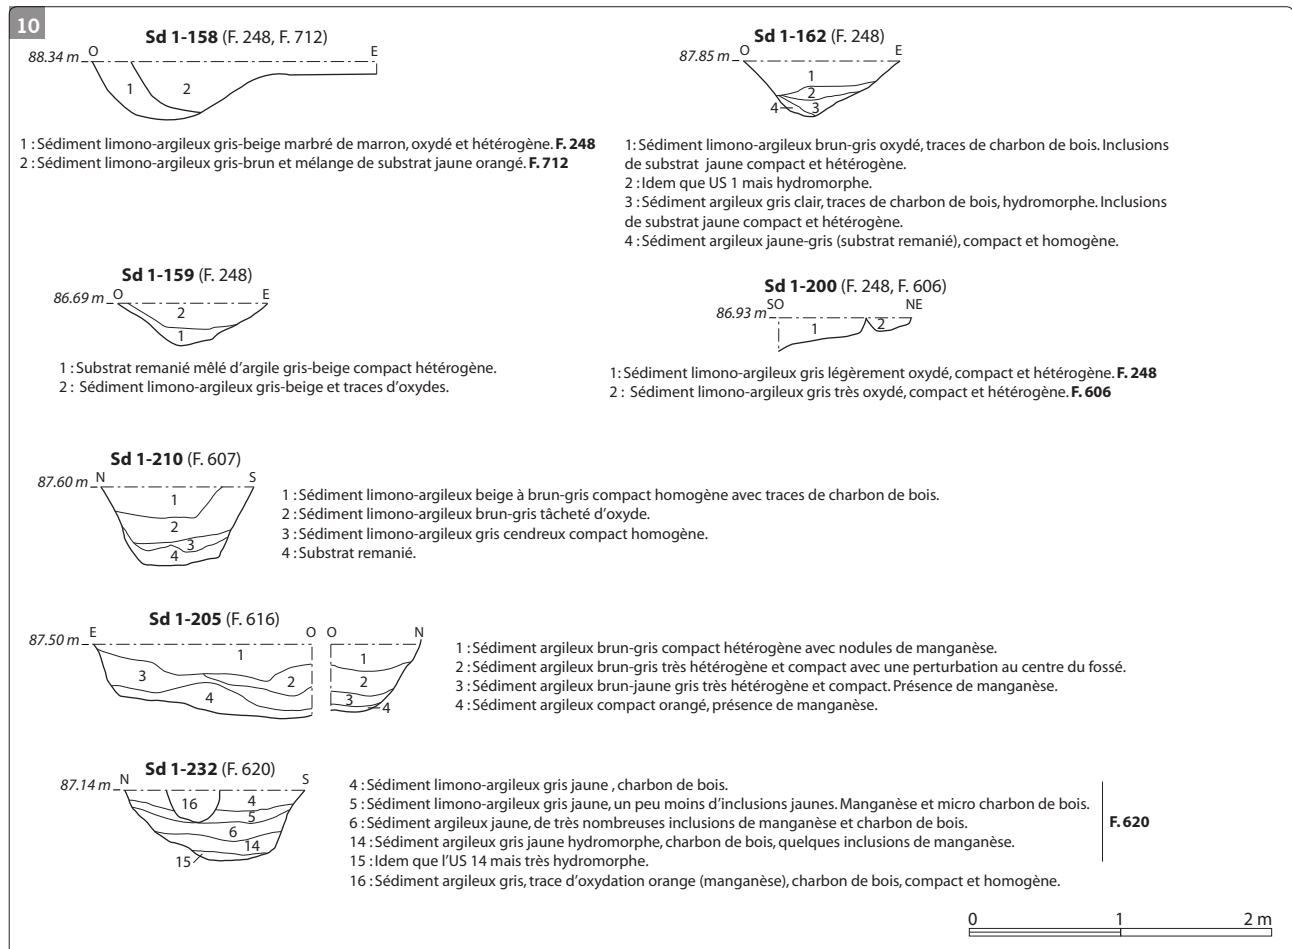 10
Sd 1-158 (F. 248, F. 712)
88.34 m O E
1 2
1 : Sédiment limono-argileux gris-beige marbré de marron, oxydé et hétérogène. F. 248
2 : Sédiment limono-argileux gris-brun et mélange de substrat jaune orangé. F. 712
Sd 1-162 (F. 248)
87.85 m O E
1
2
4 3
1: Sédiment limono-argileux brun-gris oxydé, traces de charbon de bois. Inclusions
de substrat jaune compact et hétérogène.
2 : Idem que US 1 mais hydromorphe.
3 : Sédiment argileux gris clair, traces de charbon de bois, hydromorphe. Inclusions
de substrat jaune compact et hétérogène.
4 : Sédiment argileux jaune-gris (substrat remanié), compact et homogène.
Sd 1-159 (F. 248)
86.69 m O E
2
1
1 : Substrat remanié mêlé d'argile gris-beige compact hétérogène.
2 : Sédiment limono-argileux gris-beige et traces d'oxydes.
Sd 1-200 (F. 248, F. 606)
86.93 m SO NE
1 2
1: Sédiment limono-argileux gris légèrement oxydé, compact et hétérogène. F. 248
2 : Sédiment limono-argileux gris très oxydé, compact et hétérogène. F. 606
Sd 1-210 (F. 607)
87.60 m N S
1
2
3
4
1 : Sédiment limono-argileux beige à brun-gris compact homogène avec traces de charbon de bois.
2 : Sédiment limono-argileux brun-gris tâcheté d'oxyde.
3 : Sédiment limono-argileux gris cendreux compact homogène.
4 : Substrat remanié.
Sd 1-205 (F. 616)
87.50 m E O O N
1 1
3 2 2
4 3 4
1 : Sédiment argileux brun-gris compact hétérogène avec nodules de manganèse.
2 : Sédiment argileux brun-gris très hétérogène et compact avec une perturbation au centre du fossé.
3 : Sédiment argileux brun-jaune gris très hétérogène et compact. Présence de manganèse.
4 : Sédiment argileux compact orangé, présence de manganèse.
Sd 1-232 (F. 620)
87.14 m N S
16 4
5
6
14
15
4 : Sédiment limono-argileux gris jaune , charbon de bois.
5 : Sédiment limono-argileux gris jaune, un peu moins d'inclusions jaunes. Manganèse et micro charbon de bois.
6 : Sédiment argileux jaune, de très nombreuses inclusions de manganèse et charbon de bois.
14 : Sédiment argileux gris jaune hydromorphe, charbon de bois, quelques inclusions de manganèse.
15 : Idem que l'US 14 mais très hydromorphe.
16 : Sédiment argileux gris, trace d'oxydation orange (manganèse), charbon de bois, compact et homogène.
F. 620
0 1 2 m